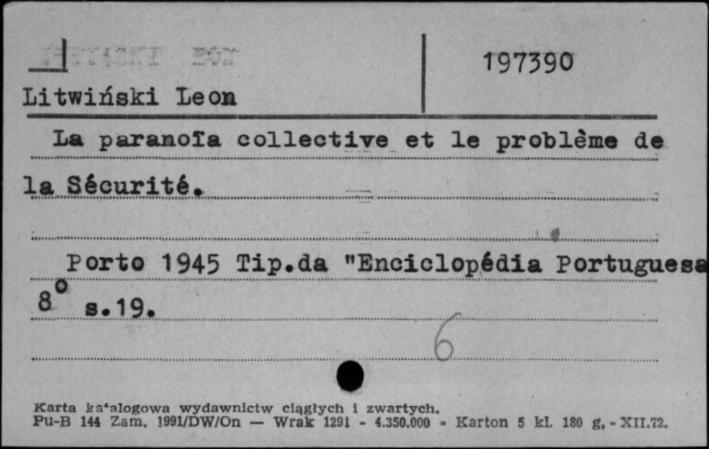 197390
Litwiński Leon
La paranoïa collective et le problème de
la Sécurité.
Porto 1945 Tip.da "Enciclopédia Portuguesa
8° s.19.
6
Karta katalogowa wydawnictw ciągłych i zwartych.
Pu-B 144 Zam. 1991/DW/On — Wrak 1291 - 4.350.000 - Karton 5 kl. 180 g, - XII.72.